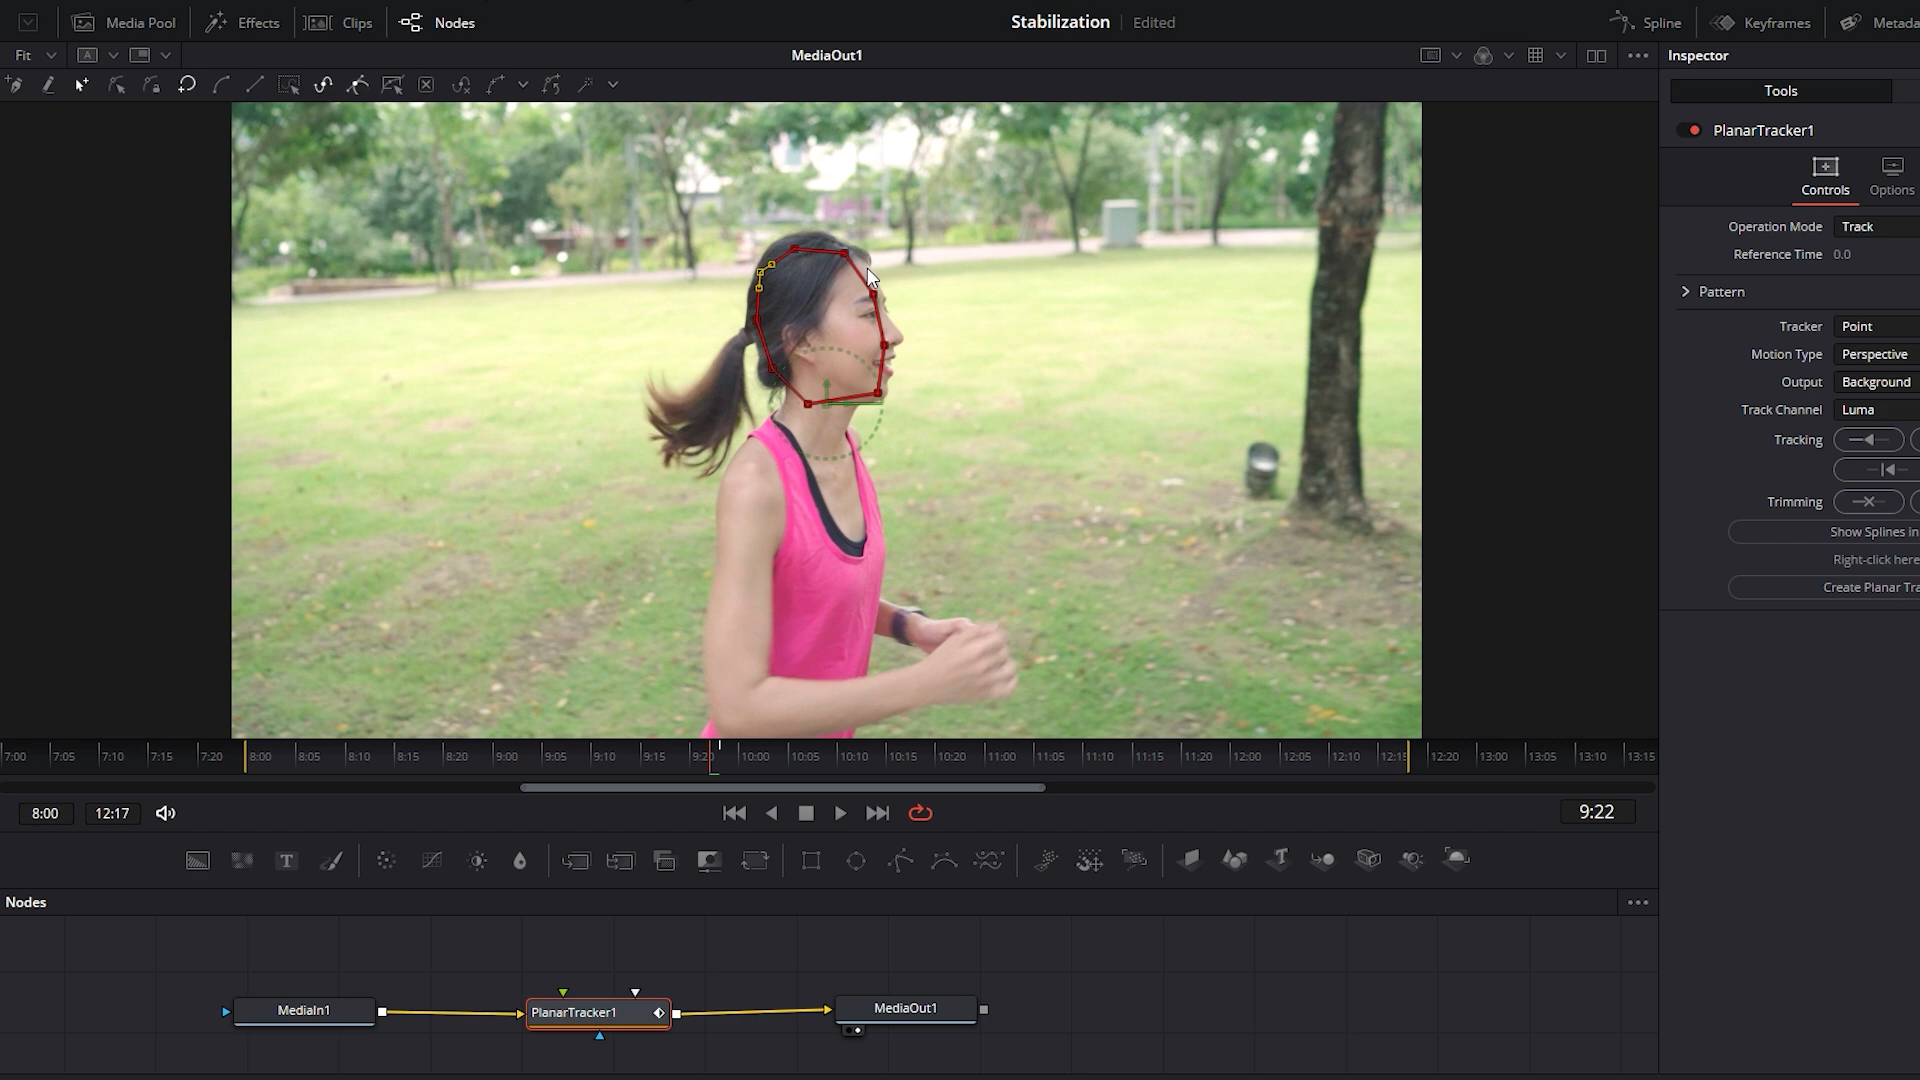 Media Pool Effects Clips Nodes Stabilization Edited Spline Keyframes Metada
Fit A MediaOut1 Inspector
Tools
PlanarTracker1
Controls Options
Operation Mode Track
Reference Time 0.0
Pattern
Tracker Point
Motion Type Perspective
Output Background
Track Channel Luma
Tracking
Trimming
Show Splines in
Right-click here
Create Planar Tra
7:00 7:05 7:10 7:15 7:20 8:00 8:05 8:10 8:15 8:20 9:00 9:05 9:10 9:15 9:20 10:00 10:05 10:10 10:15 10:20 11:00 11:05 11:10 11:15 11:20 12:00 12:05 12:10 12:15 12:20 13:00 13:05 13:10 13:15
8:00 12:17 9:22
T T
Nodes
MediaIn1 PlanarTracker1 MediaOut1